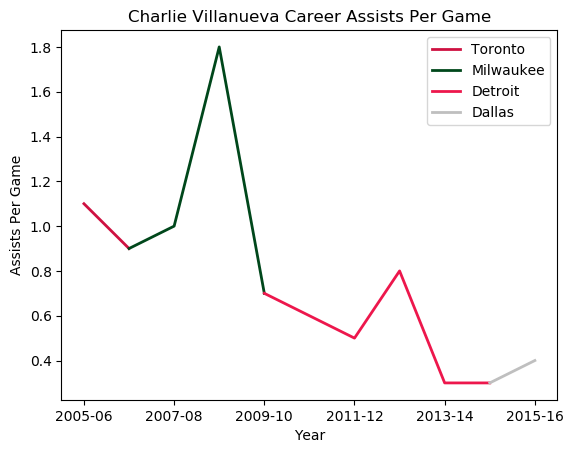 Charlie Villanueva Career Assists Per Game
Toronto
Milwaukee
Detroit
Dallas
Assists Per Game
1.8
1.6
1.4
1.2
1.0
0.8
0.6
0.4
2005-06 2007-08 2009-10 2011-12 2013-14 2015-16
Year